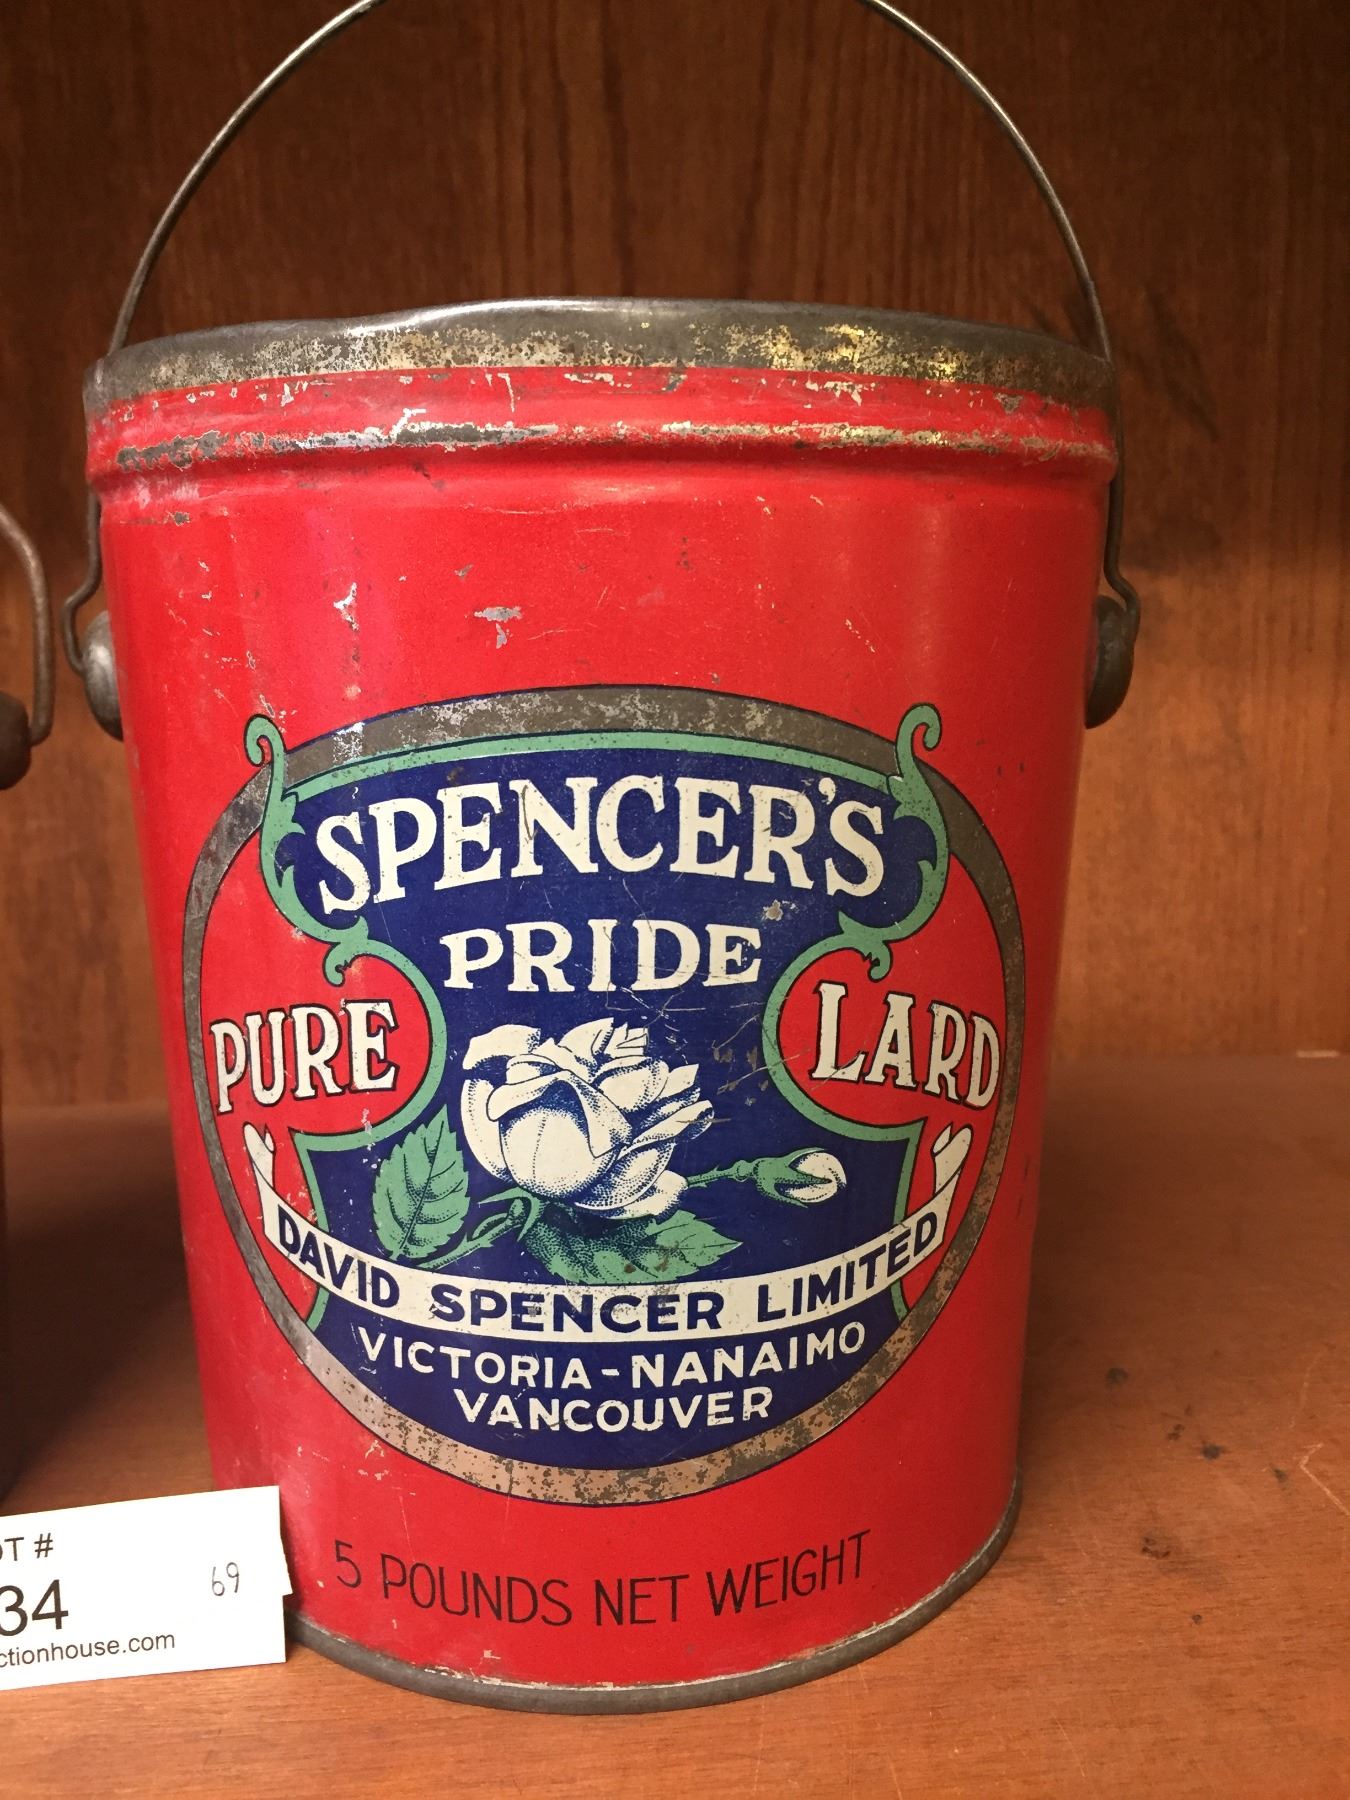 SPENCER'S
PRIDE
PURE LARD
DAVID SPENCER LIMITED
VICTORIA-NANAIMO
VANCOUVER
5 POUNDS NET WEIGHT
#
34
69